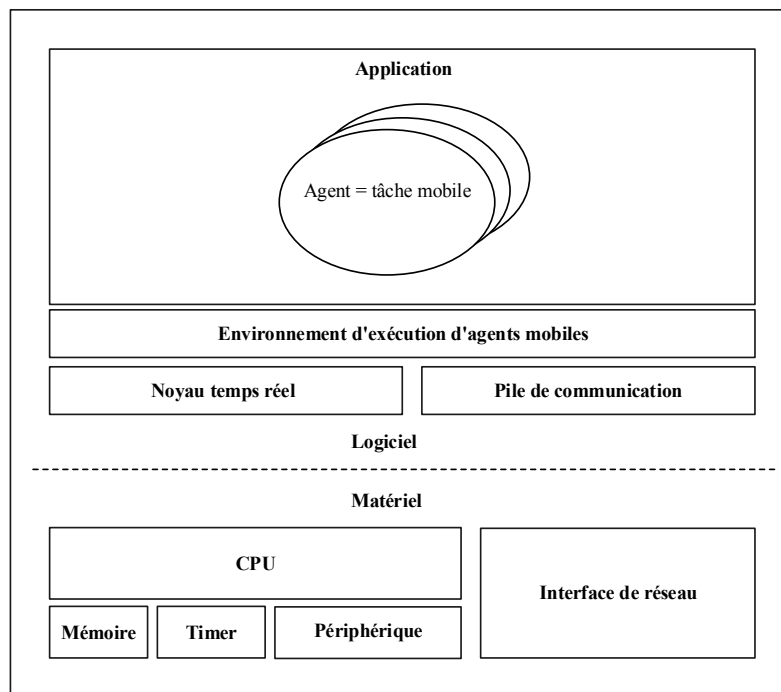 Application
Agent = tâche mobile
Environnement d'exécution d'agents mobiles
Noyau temps réel
Pile de communication
Logiciel
Matériel
CPU
Interface de réseau
Mémoire
Timer
Périphérique